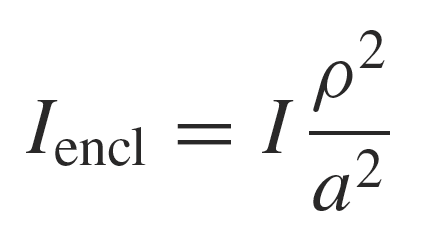 I_encl = I ρ²/a²